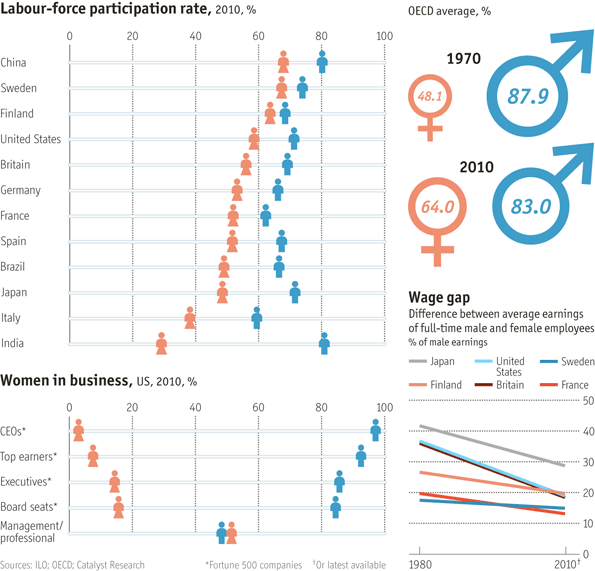 Labour-force participation rate, 2010, %
0 20 40 60 80 100
China
Sweden
Finland
United States
Britain
Germany
France
Spain
Brazil
Japan
Italy
India
OECD average, %
1970
48.1
87.9
2010
64.0
83.0
Women in business, US, 2010, %
0 20 40 60 80 100
CEOs*
Top earners*
Executives*
Board seats*
Management/
professional
Wage gap
Difference between average earnings
of full-time male and female employees
% of male earnings
Japan United Sweden
States
Finland Britain France
50
40
30
20
10
0
1980 2010†
Sources: ILO; OECD; Catalyst Research *Fortune 500 companies †Or latest available